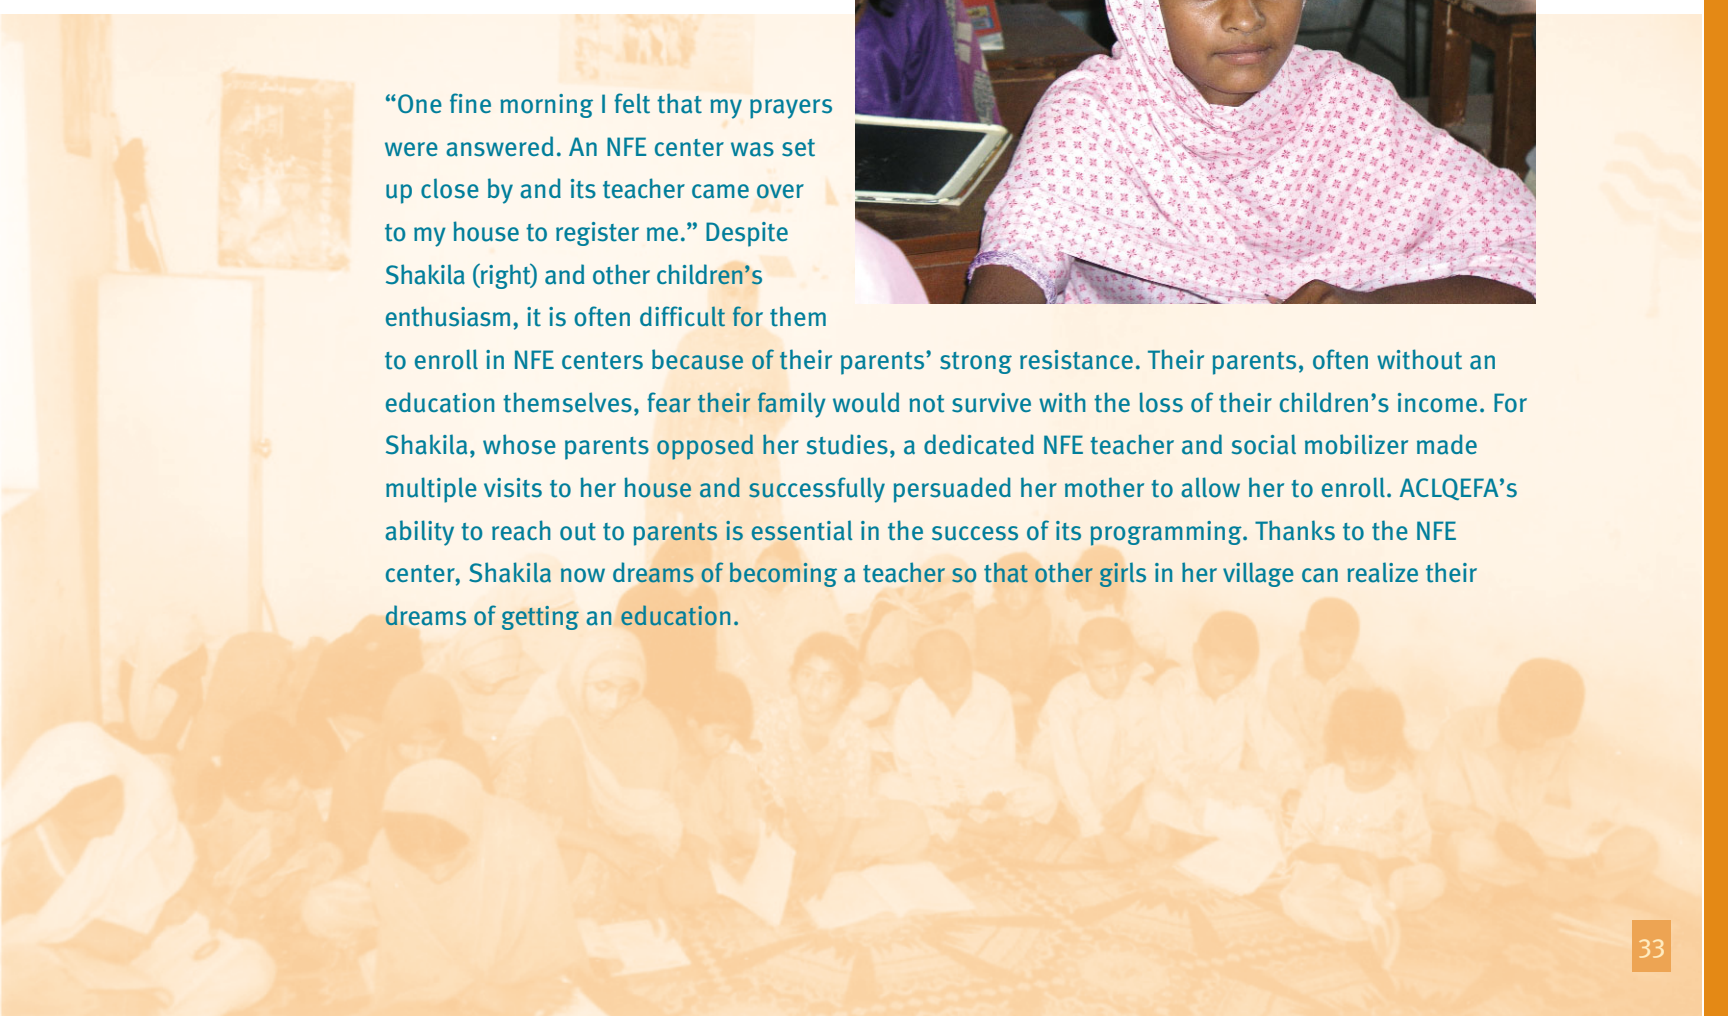 “One fine morning I felt that my prayers
were answered. An NFE center was set
up close by and its teacher came over
to my house to register me.” Despite
Shakila (right) and other children’s
enthusiasm, it is often difficult for them
to enroll in NFE centers because of their parents’ strong resistance. Their parents, often without an
education themselves, fear their family would not survive with the loss of their children’s income. For
Shakila, whose parents opposed her studies, a dedicated NFE teacher and social mobilizer made
multiple visits to her house and successfully persuaded her mother to allow her to enroll. ACLQEFA’s
ability to reach out to parents is essential in the success of its programming. Thanks to the NFE
center, Shakila now dreams of becoming a teacher so that other girls in her village can realize their
dreams of getting an education.
33